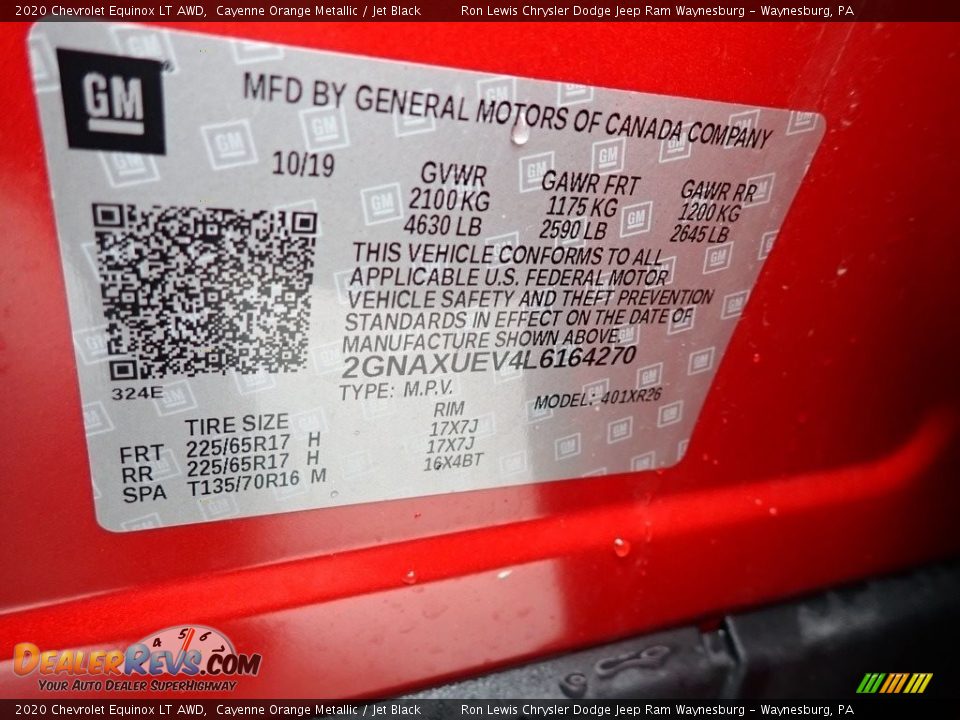 2020 Chevrolet Equinox LT AWD, Cayenne Orange Metallic / Jet Black Ron Lewis Chrysler Dodge Jeep Ram Waynesburg - Waynesburg, PA
GM
MFD BY GENERAL MOTORS OF CANADA COMPANY
10/19
GVWR GAWR FRT GAWR RR
2100 KG 1175 KG 1200 KG
4630 LB 2590 LB 2645 LB
THIS VEHICLE CONFORMS TO ALL
APPLICABLE U.S. FEDERAL MOTOR
VEHICLE SAFETY AND THEFT PREVENTION
STANDARDS IN EFFECT ON THE DATE OF
MANUFACTURE SHOWN ABOVE.
2GNAXUEV4L6164270
324E TYPE: M.P.V. MODEL: 401XR26
TIRE SIZE RIM
FRT 225/65R17 H 17X7J
RR 225/65R17 H 17X7J
SPA T135/70R16 M 16X4BT
DEALERREVS.COM
4 5 6
YOUR AUTO DEALER SUPERHIGHWAY
2020 Chevrolet Equinox LT AWD, Cayenne Orange Metallic / Jet Black Ron Lewis Chrysler Dodge Jeep Ram Waynesburg - Waynesburg, PA